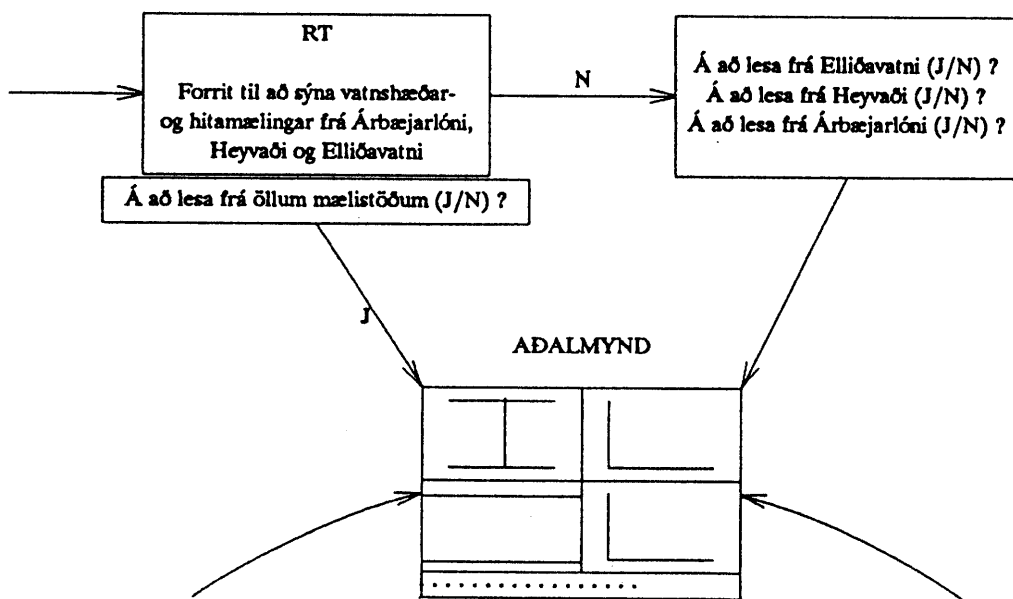 RT
Forrit til að sýna vatnshæðar-
og hitamælingar frá Árbæjarlóni,
Heyvaði og Elliðavatni
Á að lesa frá öllum mælistöðum (J/N) ?
N
Á að lesa frá Elliðavatni (J/N) ?
Á að lesa frá Heyvaði (J/N) ?
Á að lesa frá Árbæjarlóni (J/N) ?
J
AÐALMYND